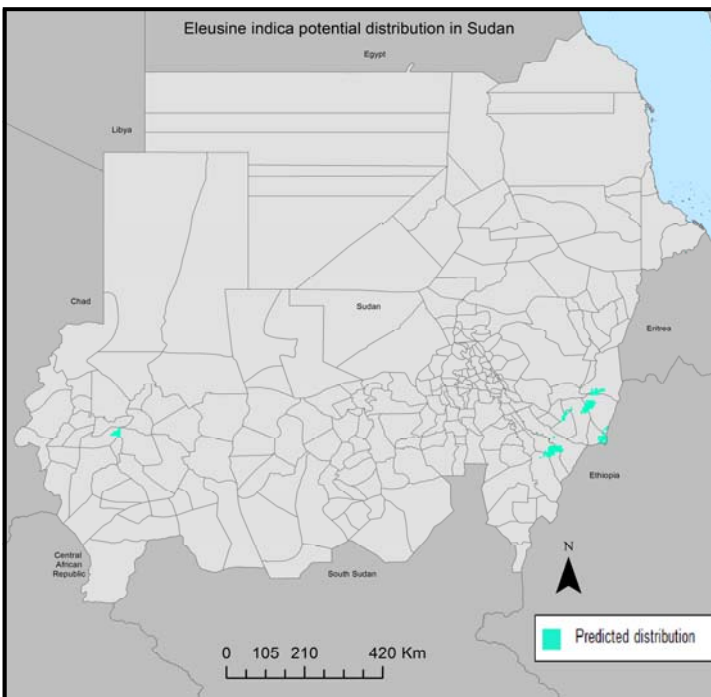 Eleusine indica potential distribution in Sudan
Egypt
Libya
Chad
Sudan
Eritrea
Ethiopia
Central
African
Republic
South Sudan
N
0 105 210 420 Km
Predicted distribution